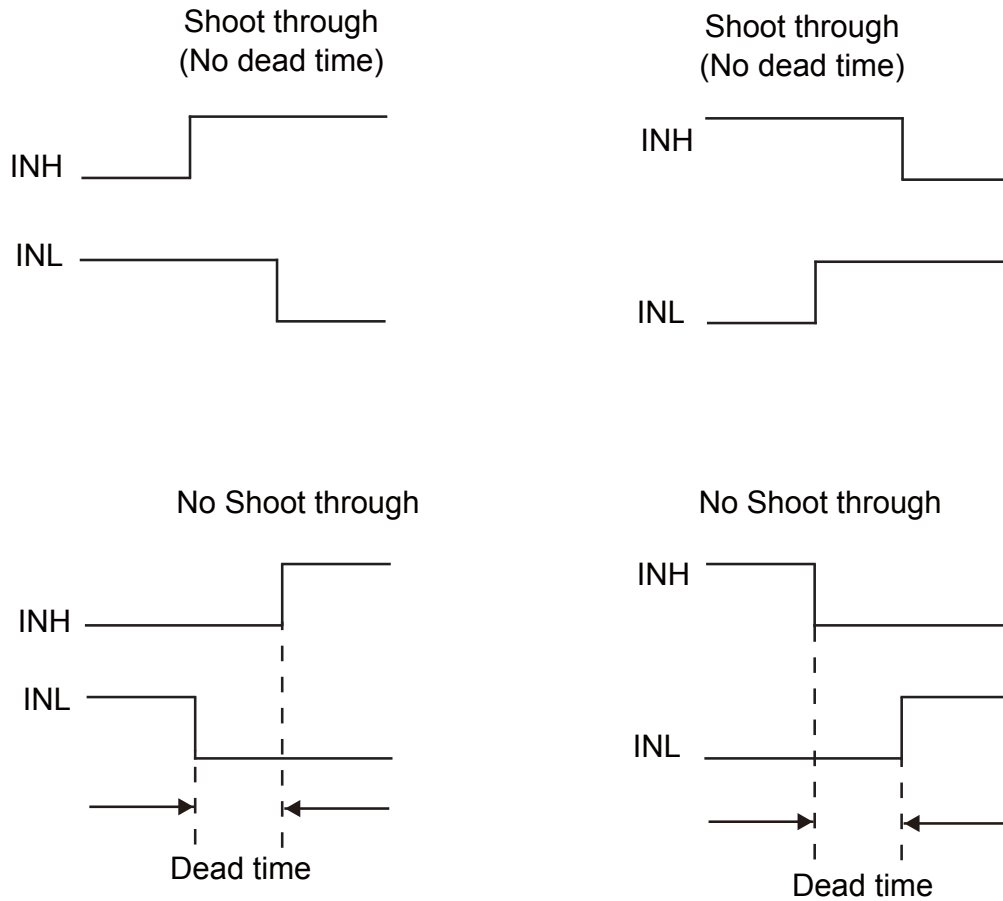 Shoot through
(No dead time)
INH
INL
Shoot through
(No dead time)
INH
INL
No Shoot through
INH
INL
Dead time
No Shoot through
INH
INL
Dead time